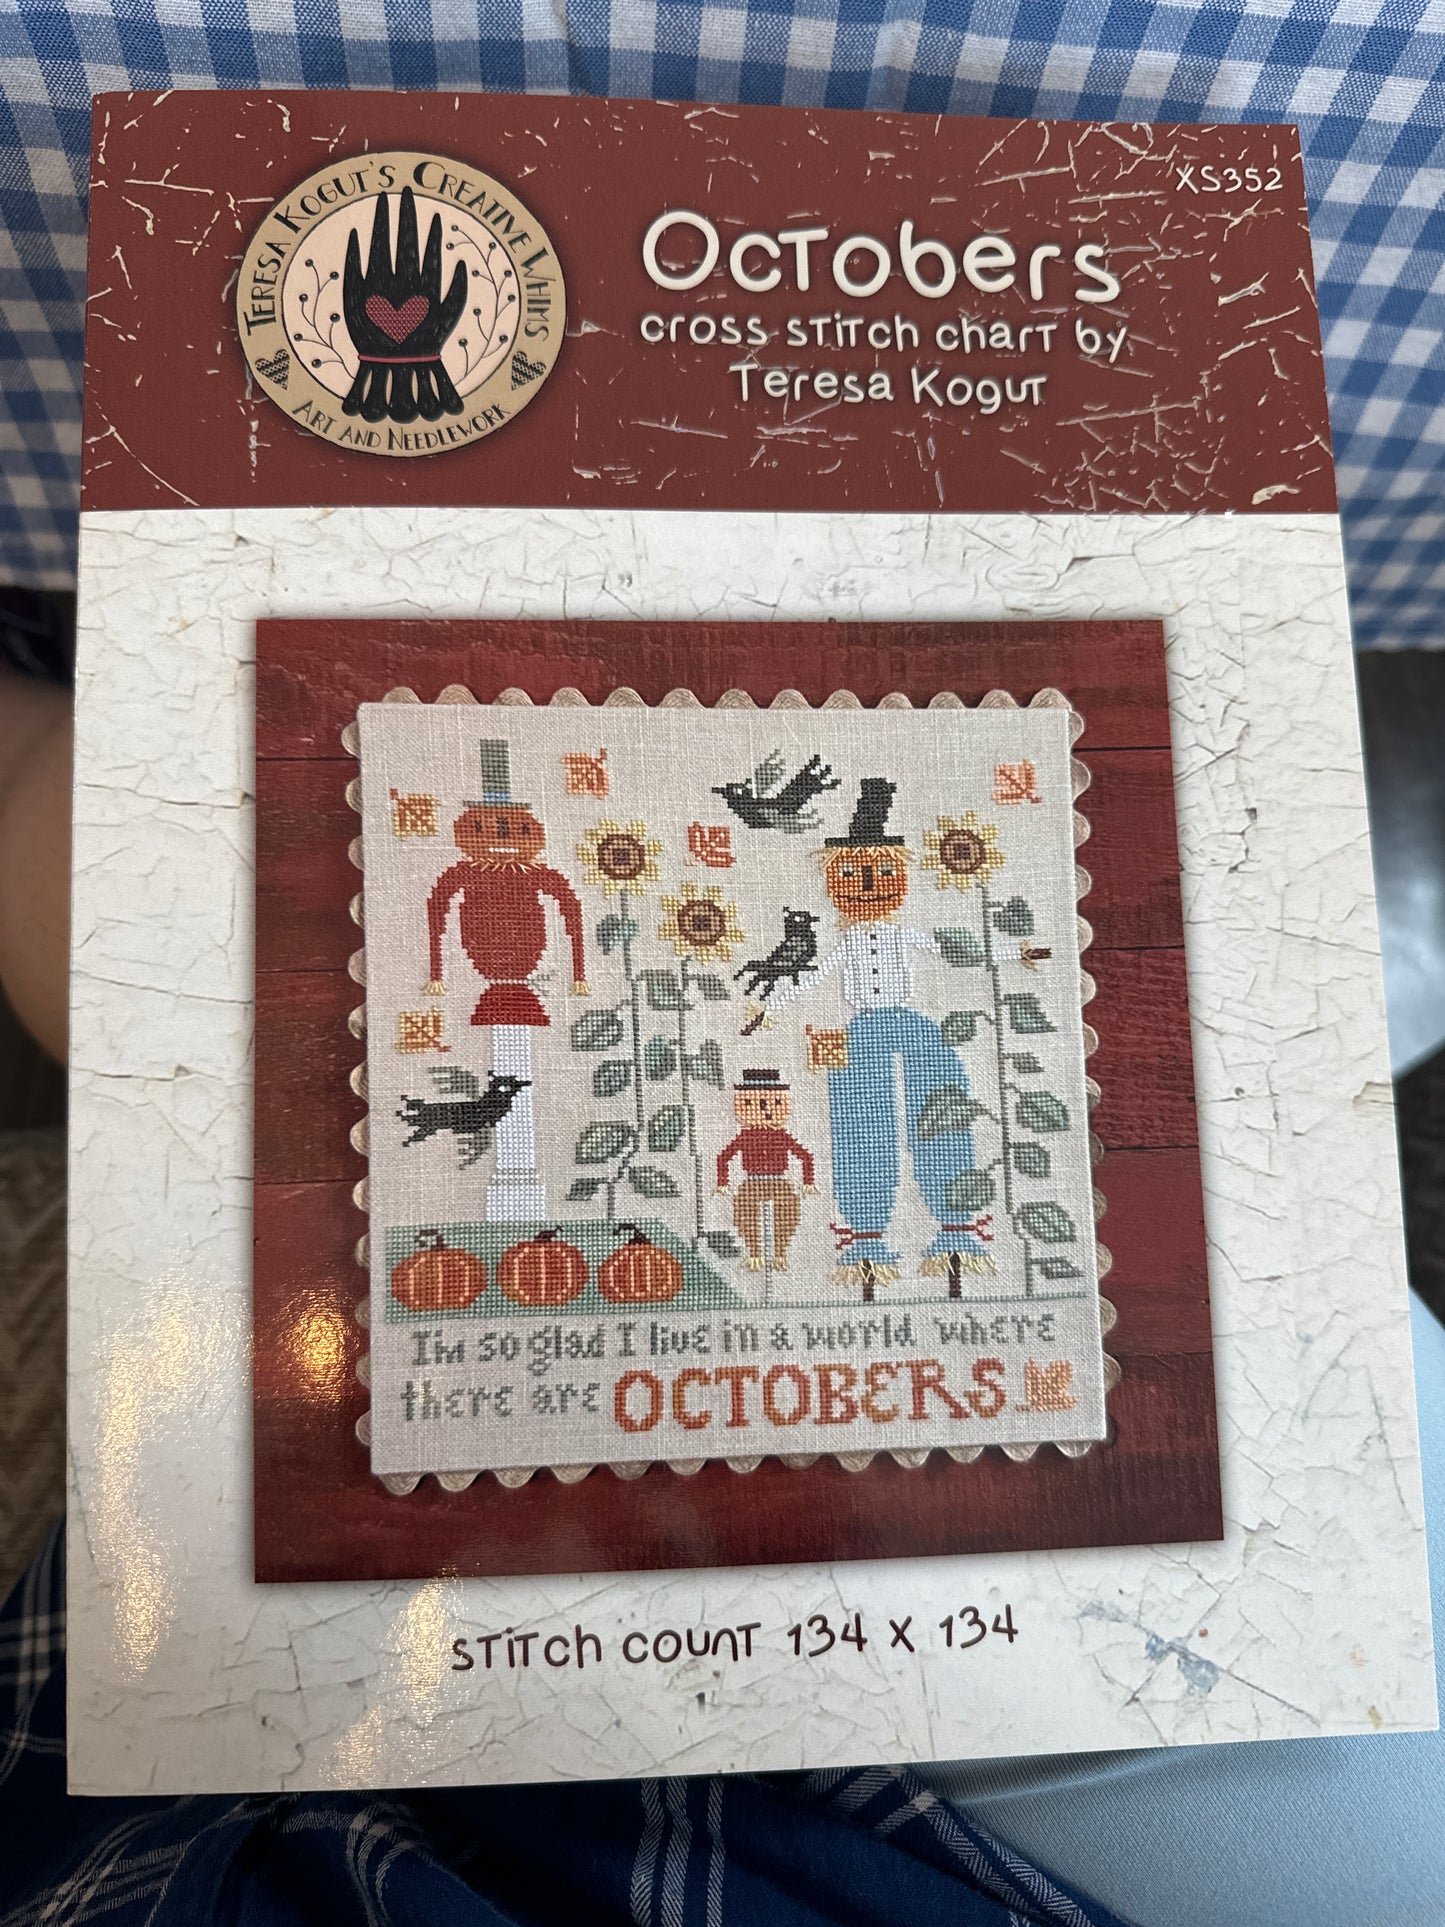 XS352
TERESA KOGUT'S CREATIVE WHIMS
ART AND NEEDLEWORK
Octobers
cross stitch chart by
Teresa Kogut
I'm so glad I live in a world where
there are OCTOBERS
stitch count 134 x 134